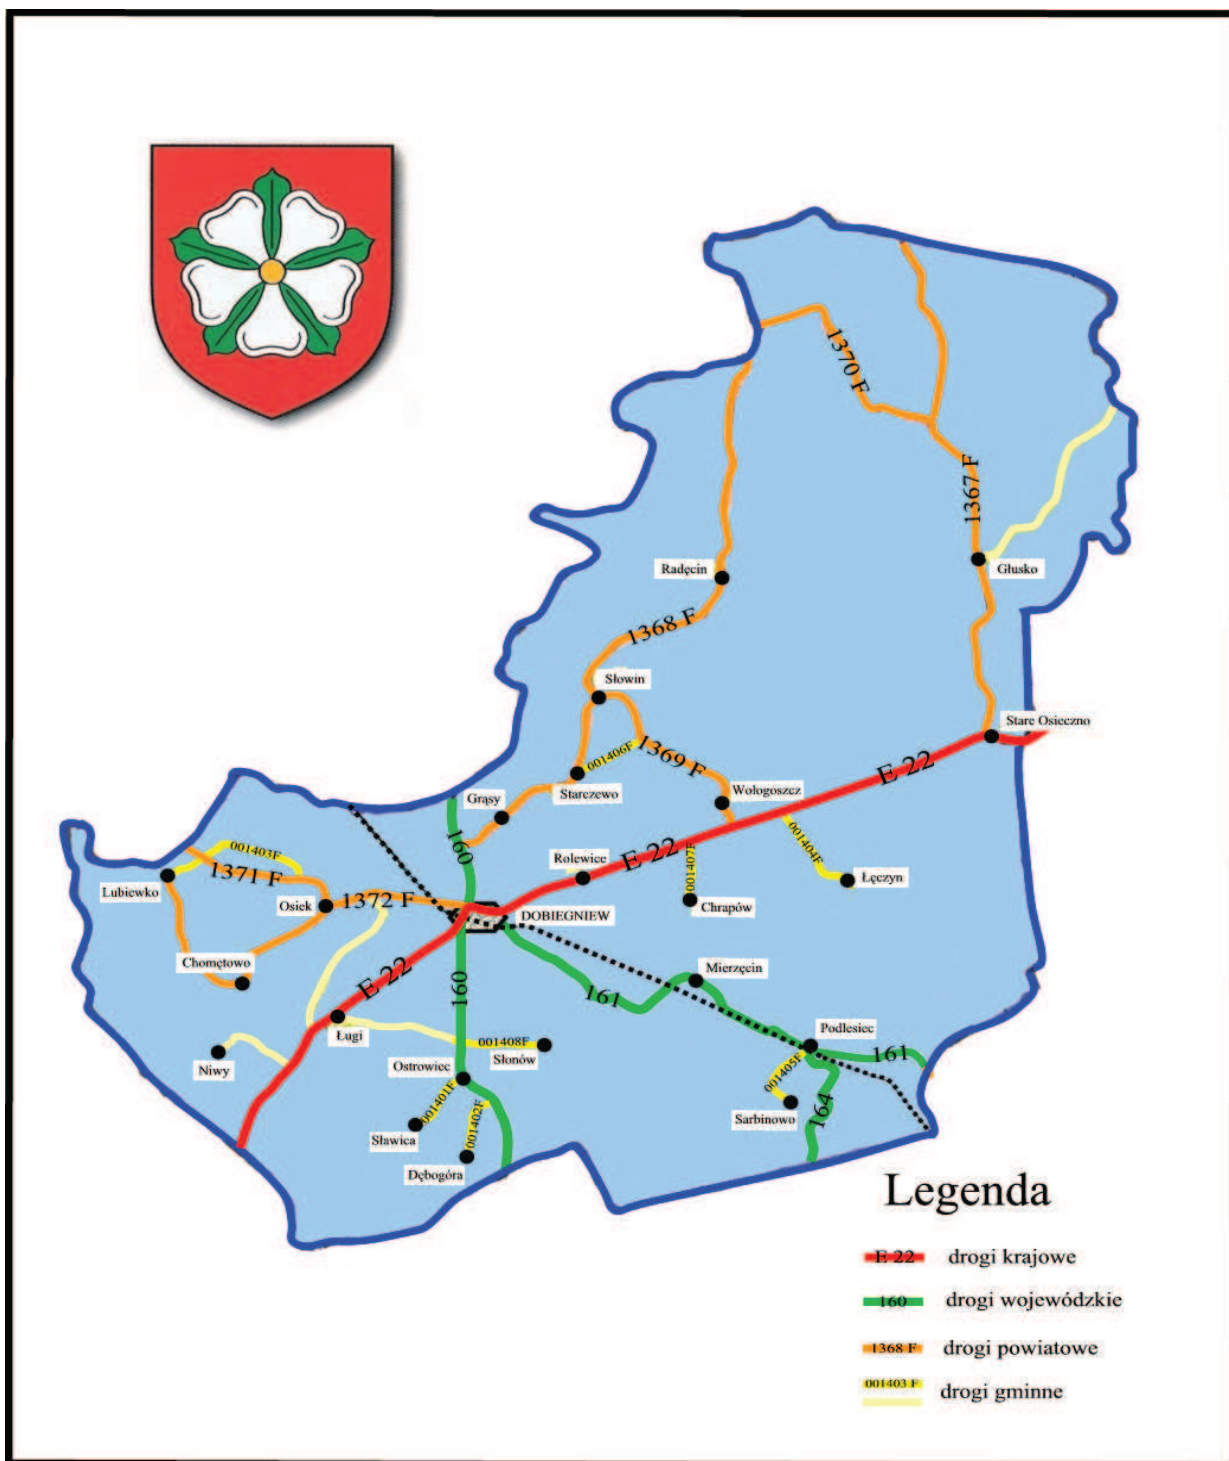 1370 F
1367 F
Radęcin
Głusko
1368 F
Słowin
Stare Osieczno
001406F
1369 F
E 22
Starczewo
Wołogoszcz
Grąsy
160
001404F
001403F
Rolewice
E 22
001407F
1371 F
Lubiewko
Łęczyn
Osiek
1372 F
Chrapów
DOBIEGNIEW
Chomętowo
E 22
160
161
Mierzęcin
Ługi
001408F
Słonów
Podlesiec
161
Niwy
Ostrowiec
001405F
001401F
001402F
164
Sarbinowo
Sławica
Dębogóra
Legenda
E 22 drogi krajowe
160 drogi wojewódzkie
1368 F drogi powiatowe
001403 F drogi gminne